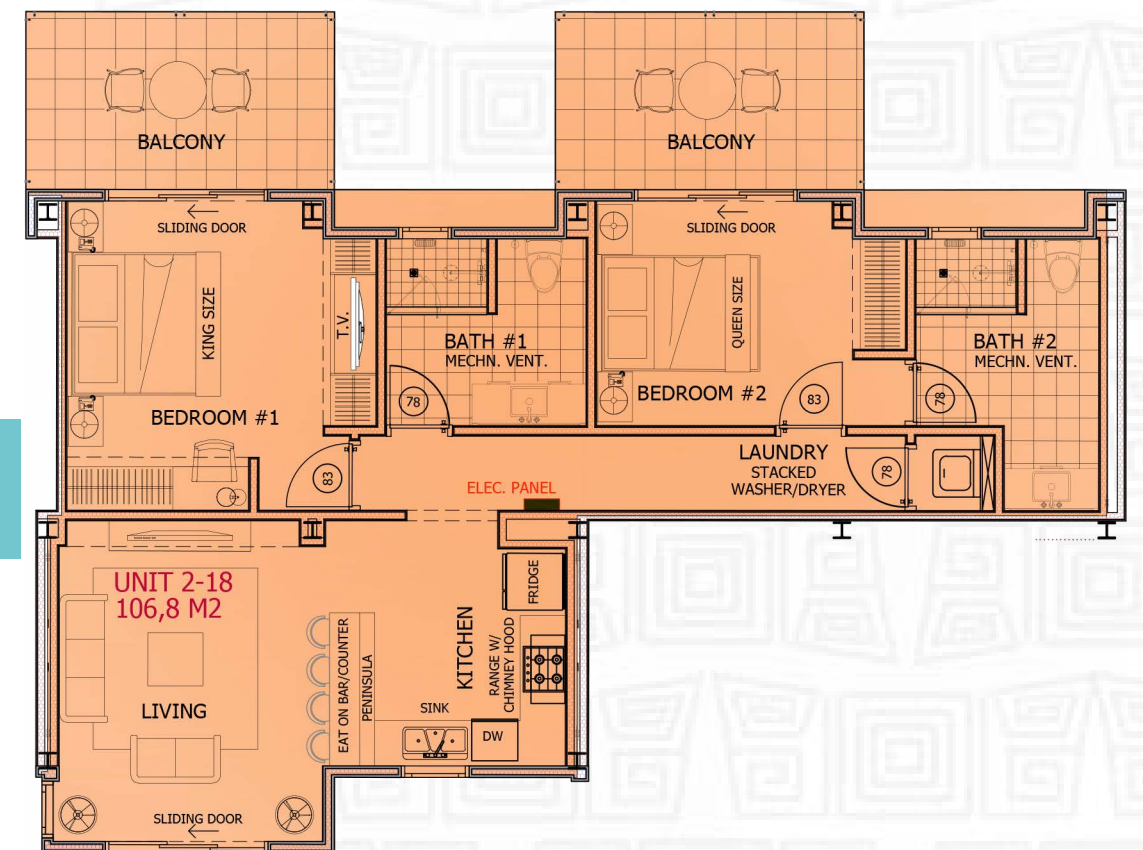 BALCONY
BALCONY
SLIDING DOOR
SLIDING DOOR
KING SIZE
T.V.
QUEEN SIZE
BATH #1
MECHN. VENT.
BATH #2
MECHN. VENT.
BEDROOM #1
BEDROOM #2
78
83
78
83
78
LAUNDRY
STACKED
WASHER/DRYER
ELEC. PANEL
UNIT 2-18
106,8 M2
LIVING
EAT ON BAR/COUNTER
PENINSULA
KITCHEN
FRIDGE
RANGE W/
CHIMNEY HOOD
SINK
DW
SLIDING DOOR